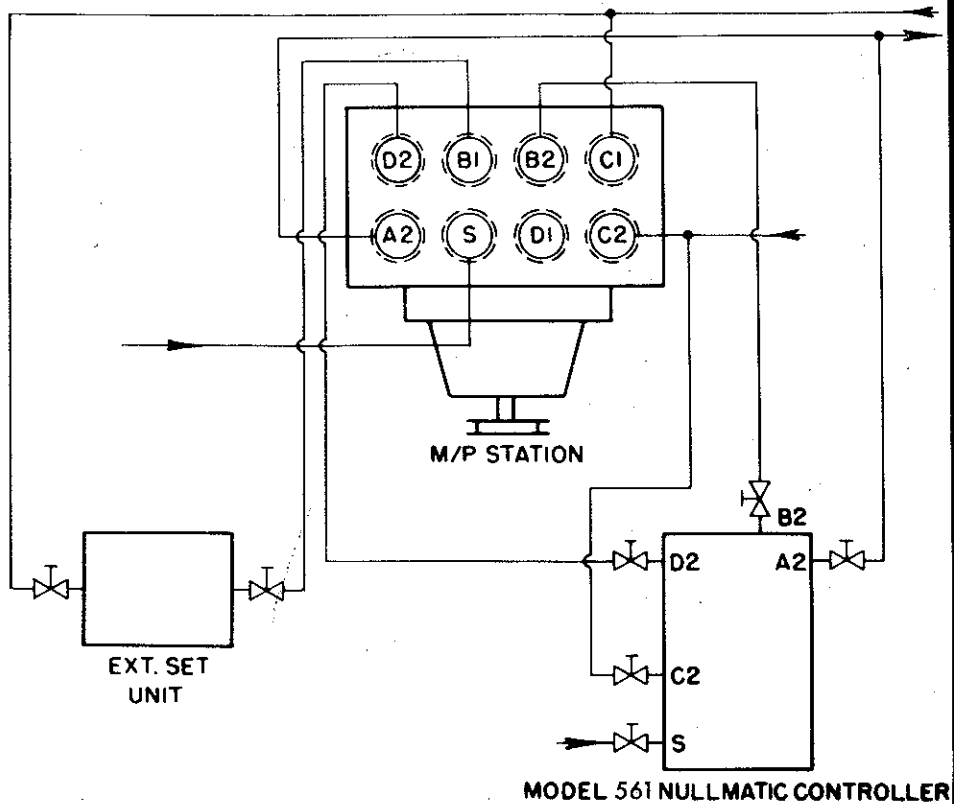 D2 B1 B2 C1
A2 S D1 C2
M/P STATION
B2
D2 A2
EXT. SET
UNIT
C2
S
MODEL 561 NULLMATIC CONTROLLER